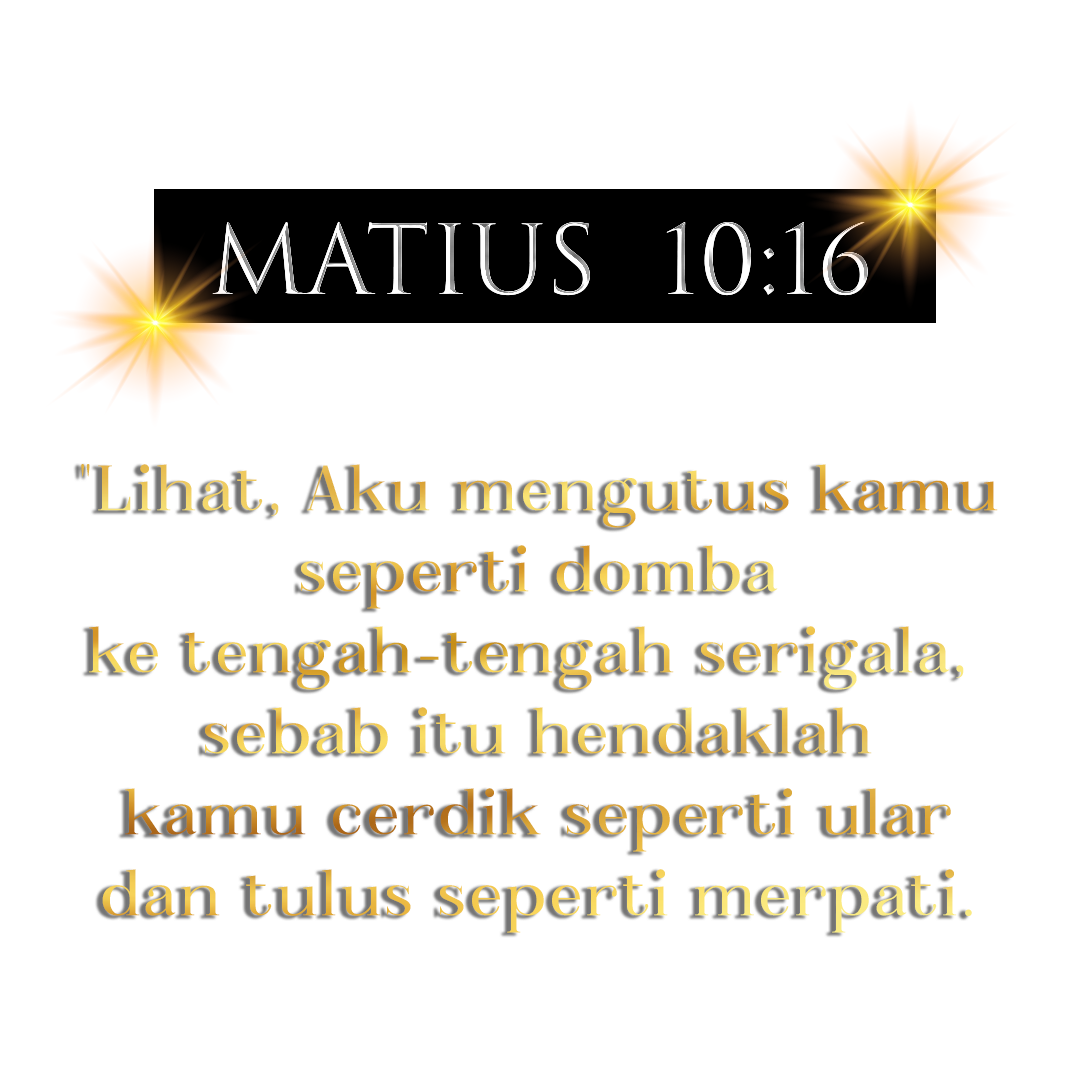 MATIUS 10:16
"Lihat, Aku mengutus kamu
seperti domba
ke tengah-tengah serigala,
sebab itu hendaklah
kamu cerdik seperti ular
dan tulus seperti merpati.